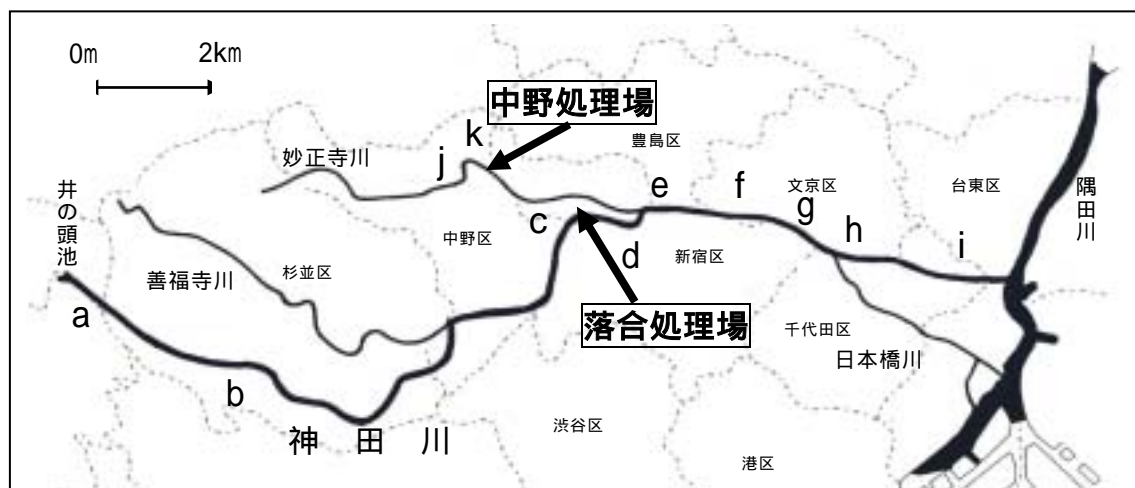 0m 2km
中野処理場
k
豊島区
妙正寺川
j
e
f
文京区
台東区
井の頭池
隅田川
c
g
h
中野区
d
新宿区
i
善福寺川
杉並区
a
落合処理場
千代田区
日本橋川
b
神田川
渋谷区
港区